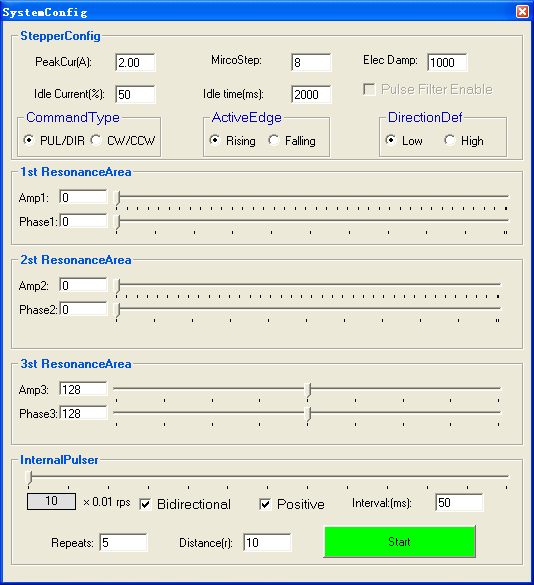 SystemConfig
StepperConfig
PeakCur(A): 2.00 MircoStep: 8 Elec Damp: 1000
Idle Current(%): 50 Idle time(ms): 2000 Pulse Filter Enable
CommandType ActiveEdge DirectionDef
PUL/DIR CW/CCW Rising Falling Low High
1st ResonanceArea
Amp1: 0
Phase1: 0
2st ResonanceArea
Amp2: 0
Phase2: 0
3st ResonanceArea
Amp3: 128
Phase3: 128
InternalPulser
10 × 0.01 rps Bidirectional Positive Interval:(ms): 50
Repeats: 5 Distance(r): 10 Start